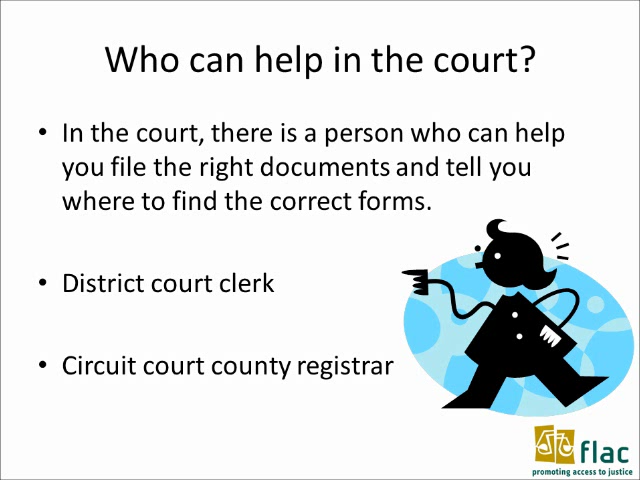 Who can help in the court?
• In the court, there is a person who can help
you file the right documents and tell you
where to find the correct forms.
• District court clerk
• Circuit court county registrar
flac
promoting access to justice